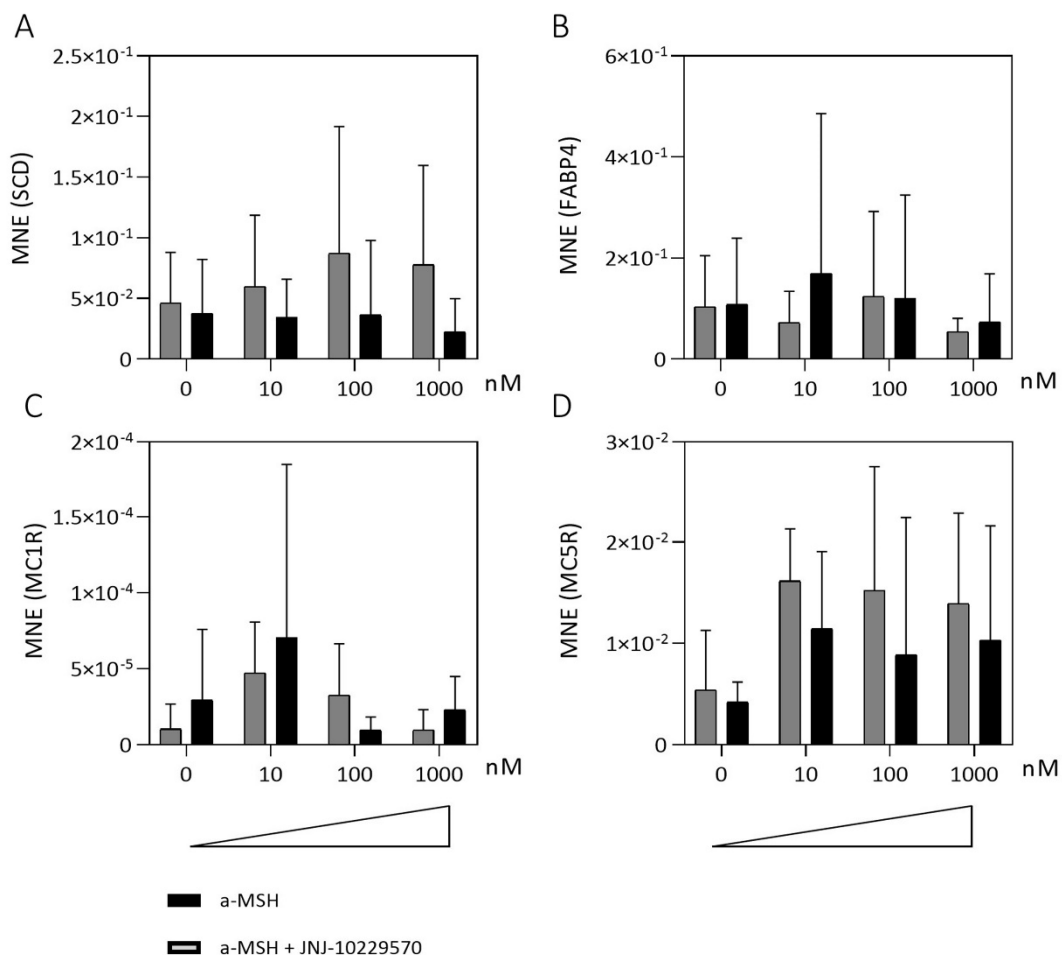 A
MNE (SCD)
2.5×10⁻¹
2×10⁻¹
1.5×10⁻¹
1×10⁻¹
5×10⁻²
0
0 10 100 1000 nM
B
MNE (FABP4)
6×10⁻¹
4×10⁻¹
2×10⁻¹
0
0 10 100 1000 nM
C
MNE (MC1R)
2×10⁻⁴
1.5×10⁻⁴
1×10⁻⁴
5×10⁻⁵
0
0 10 100 1000 nM
D
MNE (MC5R)
3×10⁻²
2×10⁻²
1×10⁻²
0
0 10 100 1000 nM
a-MSH
a-MSH + JNJ-10229570